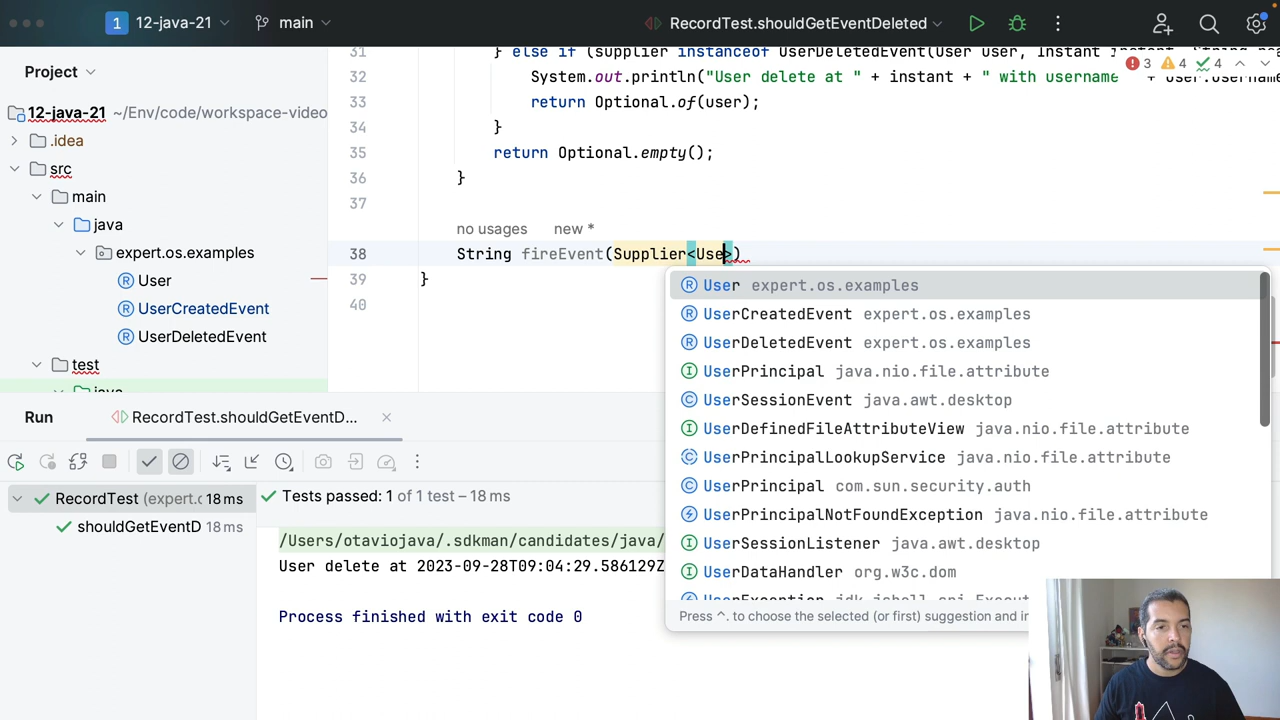 1 12-java-21 main RecordTest.shouldGetEventDeleted
Project
12-java-21 ~/Env/code/workspace-video
.idea
src
main
java
expert.os.examples
User
UserCreatedEvent
UserDeletedEvent
test
31 } else if (supplier instanceof UserDeletedEvent(User user, Instant instant,
3 4 4
32 System.out.println("User delete at " + instant + " with username
33 return Optional.of(user);
34 }
35 return Optional.empty();
36 }
37
no usages new *
38 String fireEvent(Supplier<Use>)
39 }
40
User expert.os.examples
UserCreatedEvent expert.os.examples
UserDeletedEvent expert.os.examples
UserPrincipal java.nio.file.attribute
UserSessionEvent java.awt.desktop
UserDefinedFileAttributeView java.nio.file.attribute
UserPrincipalLookupService java.nio.file.attribute
UserPrincipal com.sun.security.auth
UserPrincipalNotFoundException java.nio.file.attribute
UserSessionListener java.awt.desktop
UserDataHandler org.w3c.dom
Press ^. to choose the selected (or first) suggestion and
Run RecordTest.shouldGetEventD...
RecordTest (expert.c 18 ms
shouldGetEventD 18 ms
Tests passed: 1 of 1 test – 18 ms
/Users/otaviojava/.sdkman/candidates/java/
User delete at 2023-09-28T09:04:29.586129Z
Process finished with exit code 0